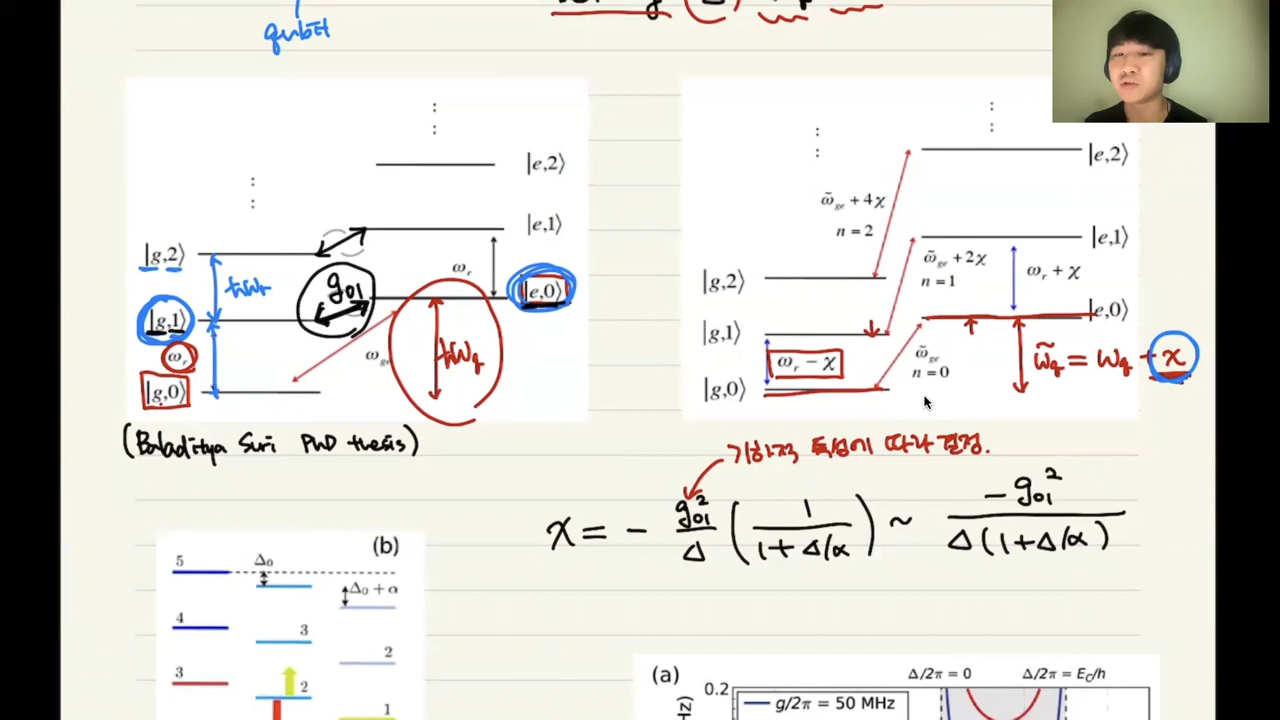 qubit
|e,2⟩
|e,1⟩
|g,2⟩
ħωr
ωr
g01
|e,0⟩
|g,1⟩
ωr
ωge
ħωq
|g,0⟩
(Baladitya Suri PhD thesis)
|e,2⟩
ω̃ge + 4χ
n = 2
|e,1⟩
ω̃ge + 2χ
n = 1
|g,2⟩
ωr + χ
|e,0⟩
|g,1⟩
ωr − χ
ω̃ge
n = 0
ω̃q = ωq + χ
|g,0⟩
기하학적 특성에 따라 결정.
χ = − g01²/Δ (1/(1+Δ/α)) ~ −g01²/Δ(1+Δ/α)
(b)
5
Δ0
Δ0 + α
4
3
2
3
2
1
(a)
Δ/2π = 0
Δ/2π = EC/h
0.2
g/2π = 50 MHz